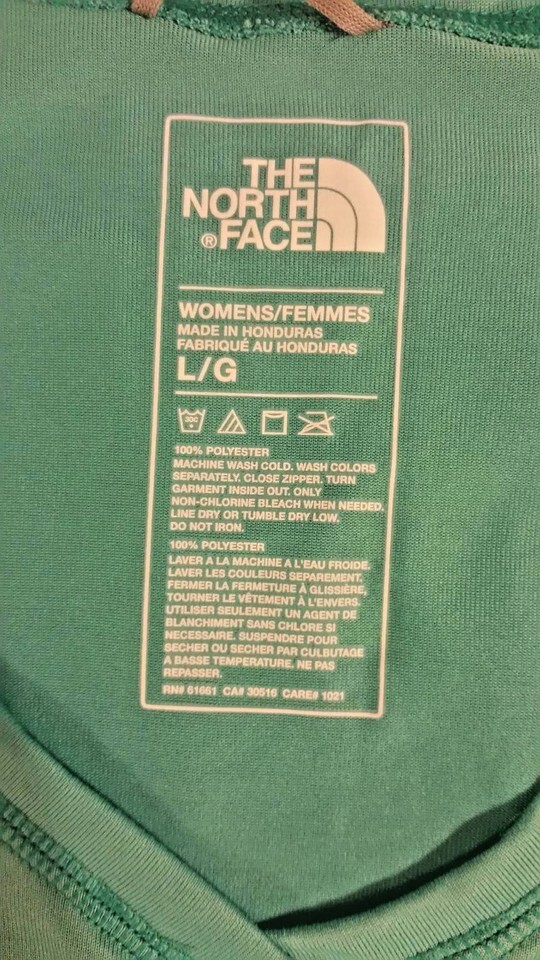 THE
NORTH
® FACE
WOMENS/FEMMES
MADE IN HONDURAS
FABRIQUÉ AU HONDURAS
L/G
30C
100% POLYESTER
MACHINE WASH COLD. WASH COLORS
SEPARATELY. CLOSE ZIPPER. TURN
GARMENT INSIDE OUT. ONLY
NON-CHLORINE BLEACH WHEN NEEDED.
LINE DRY OR TUMBLE DRY LOW.
DO NOT IRON.
100% POLYESTER
LAVER A LA MACHINE A L'EAU FROIDE.
LAVER LES COULEURS SEPAREMENT.
FERMER LA FERMETURE À GLISSIÈRE,
TOURNER LE VÊTEMENT À L'ENVERS.
UTILISER SEULEMENT UN AGENT DE
BLANCHIMENT SANS CHLORE SI
NECESSAIRE. SUSPENDRE POUR
SECHER OU SECHER PAR CULBUTAGE
A BASSE TEMPERATURE. NE PAS
REPASSER.
RN# 61661 CA# 30516 CARE# 1021